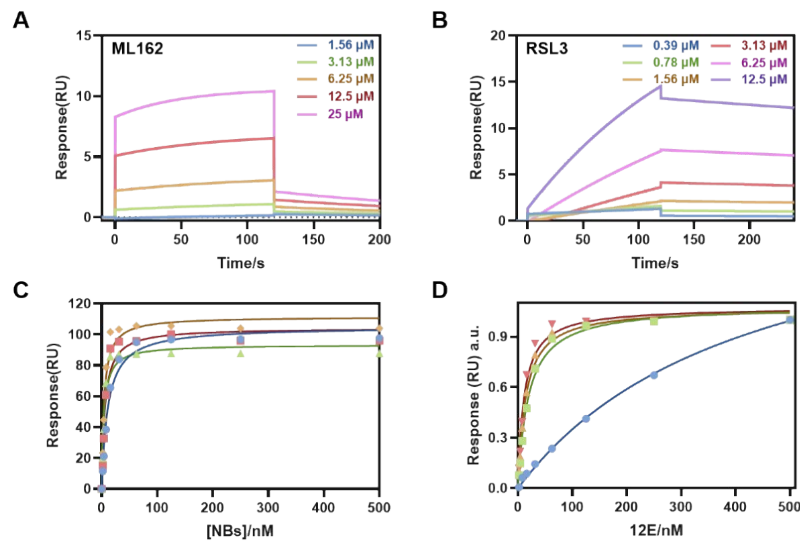 A
ML162
1.56 µM
3.13 µM
6.25 µM
12.5 µM
25 µM
15
10
5
0
Response(RU)
0 50 100 150 200
Time/s
B
RSL3
0.39 µM 3.13 µM
0.78 µM 6.25 µM
1.56 µM 12.5 µM
20
15
10
5
0
Response(RU)
0 50 100 150 200
Time/s
C
120
100
80
60
40
20
0
Response(RU)
0 100 200 300 400 500
[NBs]/nM
D
0.9
0.6
0.3
0.0
Response (RU) a.u.
0 100 200 300 400 500
12E/nM